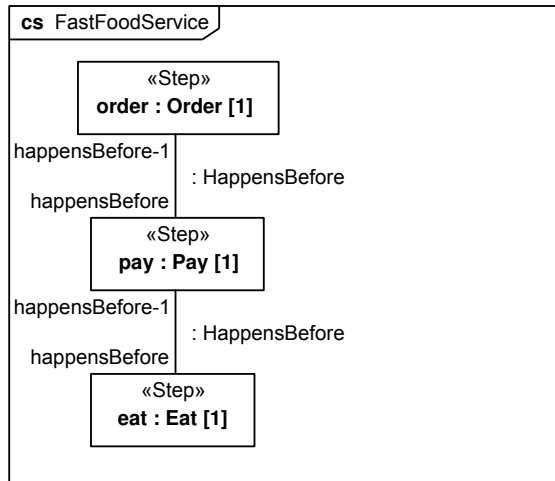 cs FastFoodService
«Step»
order : Order [1]
happensBefore-1
: HappensBefore
happensBefore
«Step»
pay : Pay [1]
happensBefore-1
: HappensBefore
happensBefore
«Step»
eat : Eat [1]